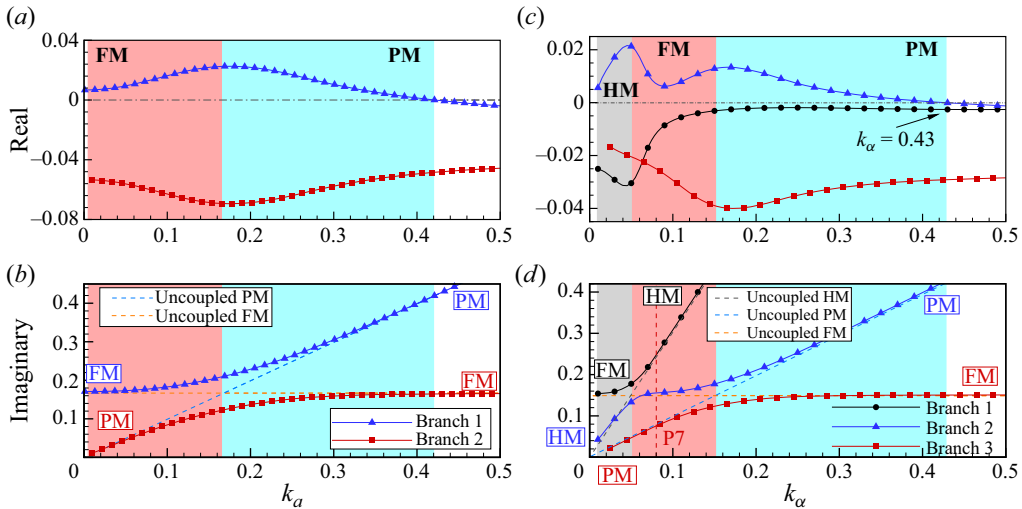 (a)
Real
0.04
0
−0.04
−0.08
FM
PM
0
0.1
0.2
0.3
0.4
0.5
(c)
0.02
0
−0.02
−0.04
HM
FM
PM
kα = 0.43
0
0.1
0.2
0.3
0.4
0.5
(b)
Imaginary
0.4
0.3
0.2
0.1
Uncoupled PM
Uncoupled FM
PM
FM
FM
PM
Branch 1
Branch 2
0
0.1
0.2
0.3
0.4
0.5
ka
(d)
0.4
0.3
0.2
0.1
HM
Uncoupled HM
Uncoupled PM
Uncoupled FM
PM
FM
FM
HM
P7
PM
Branch 1
Branch 2
Branch 3
0
0.1
0.2
0.3
0.4
0.5
kα